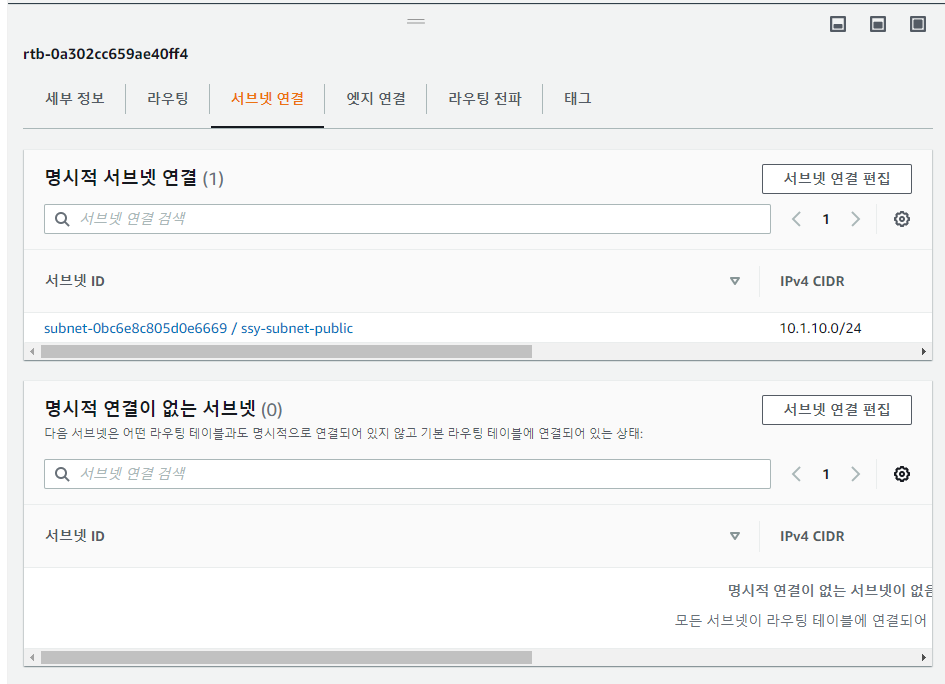 rtb-0a302cc659ae40ff4
세부 정보
라우팅
서브넷 연결
엣지 연결
라우팅 전파
태그
명시적 서브넷 연결 (1)
서브넷 연결 편집
서브넷 연결 검색
1
서브넷 ID
IPv4 CIDR
subnet-0bc6e8c805d0e6669 / ssy-subnet-public
10.1.10.0/24
명시적 연결이 없는 서브넷 (0)
서브넷 연결 편집
다음 서브넷은 어떤 라우팅 테이블과도 명시적으로 연결되어 있지 않고 기본 라우팅 테이블에 연결되어 있는 상태:
서브넷 연결 검색
1
서브넷 ID
IPv4 CIDR
명시적 연결이 없는 서브넷이 없음
모든 서브넷이 라우팅 테이블에 연결되어